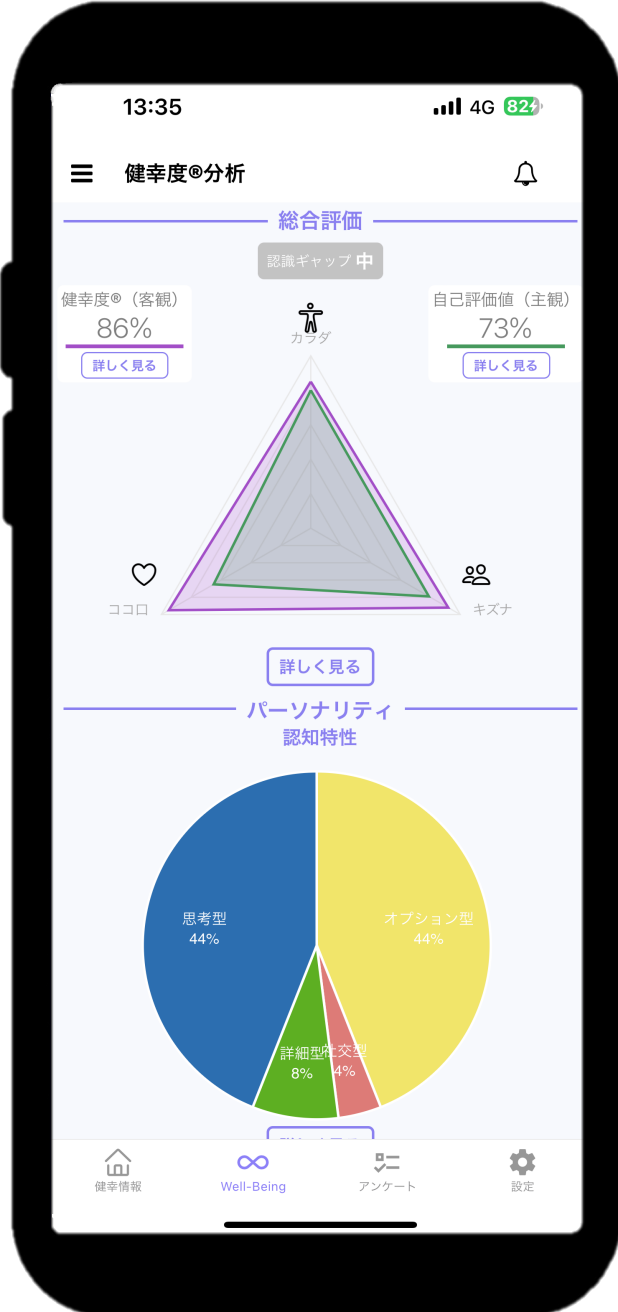 13:35
4G 82
健幸度®分析
総合評価
認識ギャップ 中
健幸度®（客観）
86%
詳しく見る
自己評価値（主観）
73%
詳しく見る
カラダ
ココロ
キズナ
詳しく見る
パーソナリティ
認知特性
思考型
44%
オプション型
44%
詳細型
8%
社交型
4%
健幸情報
Well-Being
アンケート
設定